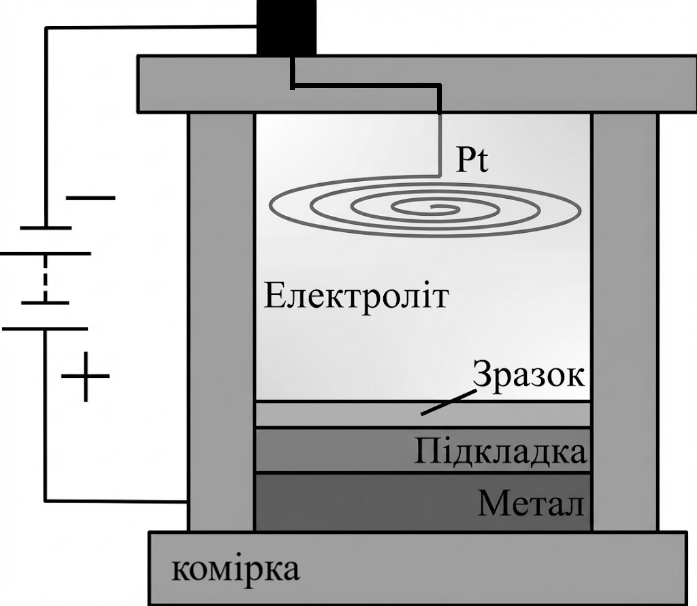 Pt
−
Електроліт
Зразок
+
Підкладка
Метал
комірка